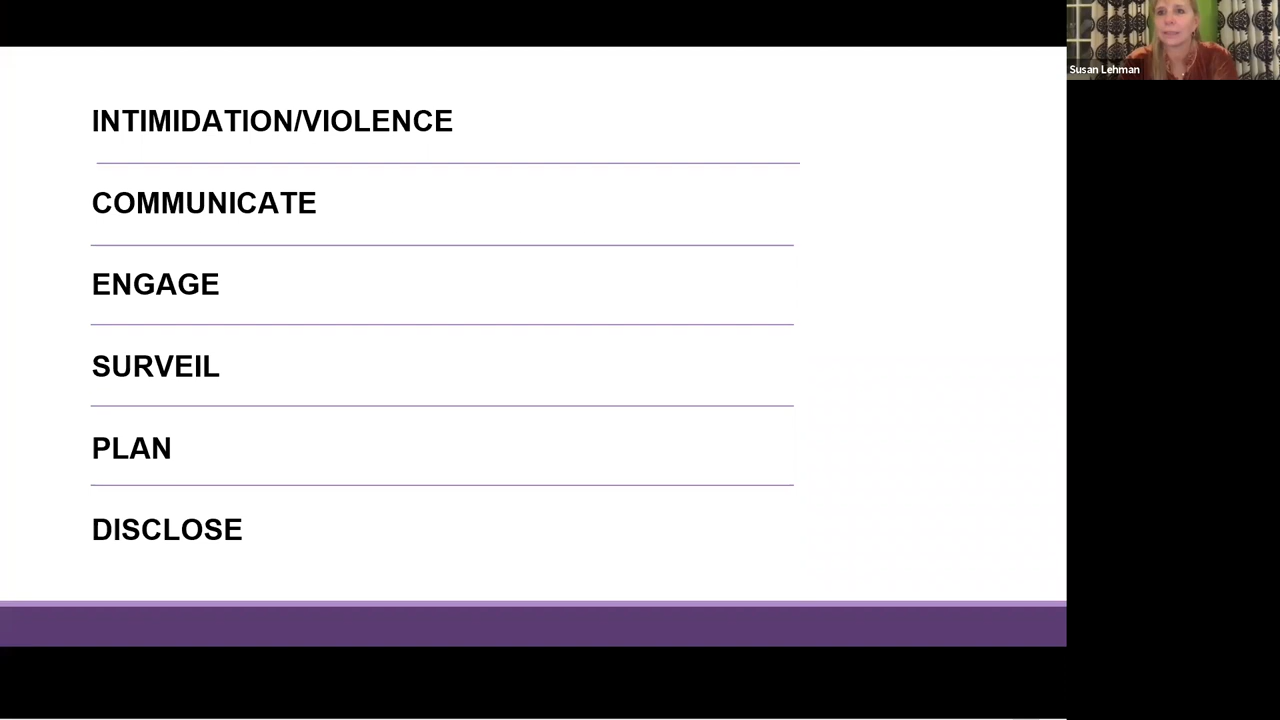 INTIMIDATION/VIOLENCE
COMMUNICATE
ENGAGE
SURVEIL
PLAN
DISCLOSE
Susan Lehman